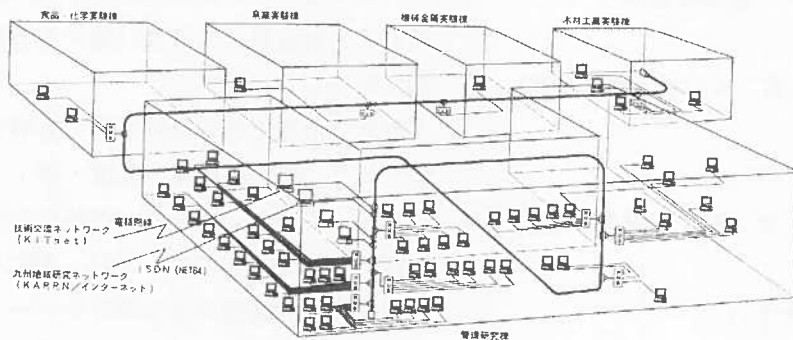 食品・化学実験棟
窯業実験棟
機械金属実験棟
木材工業実験棟
電話回線
技術交流ネットワーク
(KITnet)
ISDN (NET64)
九州地域研究ネットワーク
(KARRN/インターネット)
管理研究棟